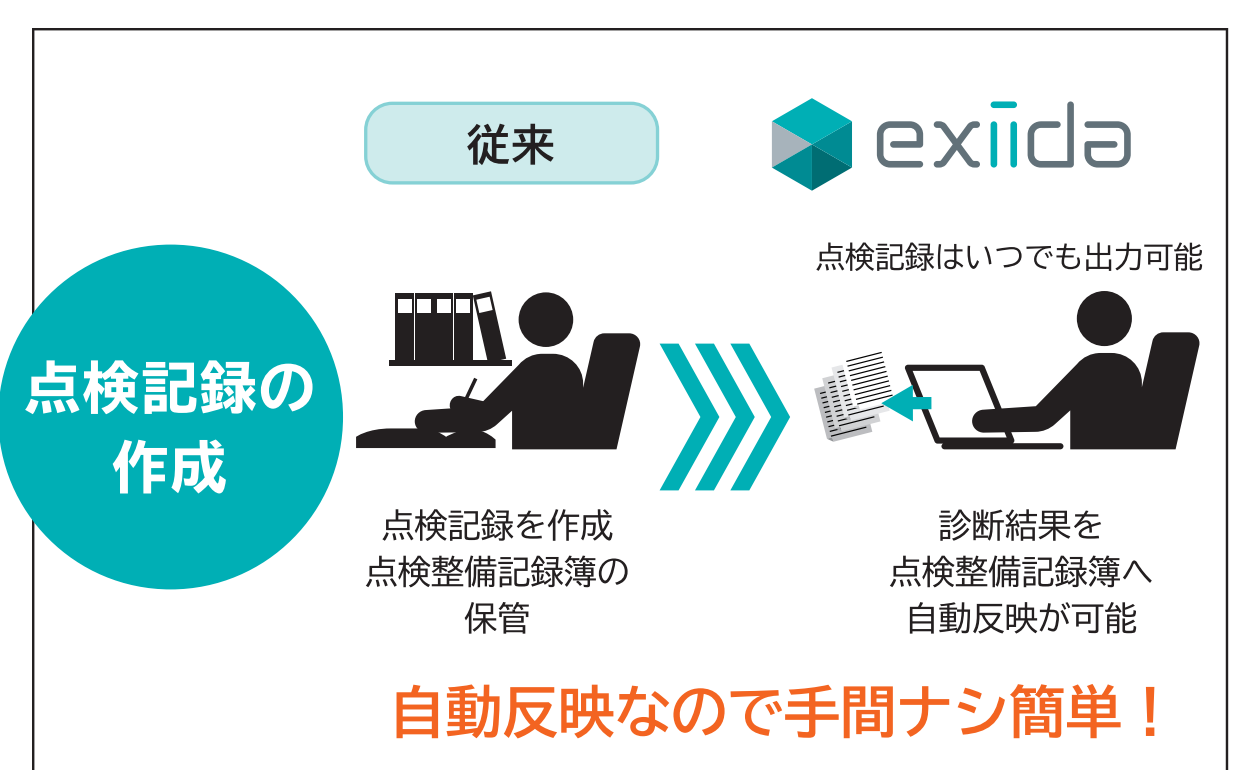 従来
exiida
点検記録の
作成
点検記録はいつでも出力可能
点検記録を作成
点検整備記録簿の
保管
診断結果を
点検整備記録簿へ
自動反映が可能
自動反映なので手間ナシ簡単！